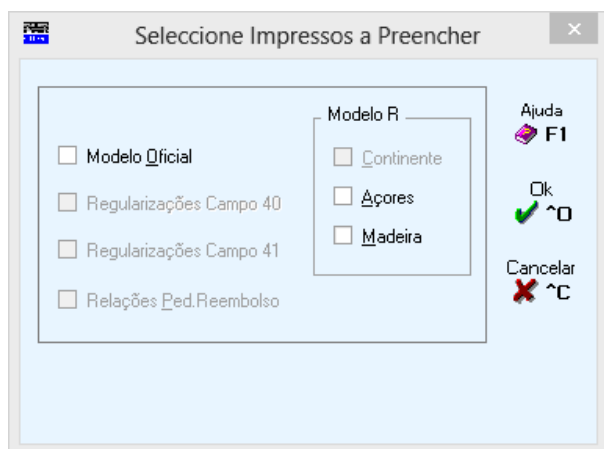 Seleccione Impressos a Preencher
Modelo Oficial
Regularizações Campo 40
Regularizações Campo 41
Relações Ped.Reembolso
Modelo R
Continente
Açores
Madeira
Ajuda
F1
Ok
^O
Cancelar
^C